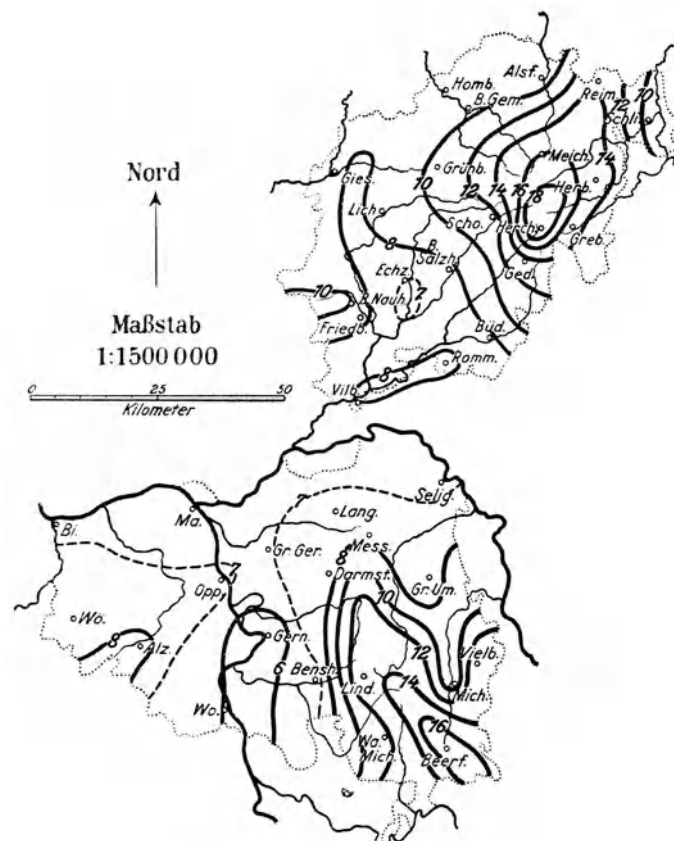 Alsf.
Homb.
B.Gem.
Reim.
12
10
Schli.
Nord
Gies.
Grünb.
Meich.
14
10
12
14
16
18
Herb.
Lich
Scho.
Herch.
Greb.
8
B.
Salzh.
Ged.
Echz.
7
10
B.Nauh.
Friedb.
Büd.
Maßstab
1:1500 000
Ramm.
8
Vilb.
0 25 50
Kilometer
Selig.
7
Lang.
Ma.
Bi.
Mess.
Gr.Ger.
8
Darmst.
Gr.Um.
7
Opp.
10
Wo.
8
Alz.
Gern.
12
Vielb.
6
Bensh.
Lind.
14
Mich.
Wo.
16
Wa.
Mich.
Beerf.